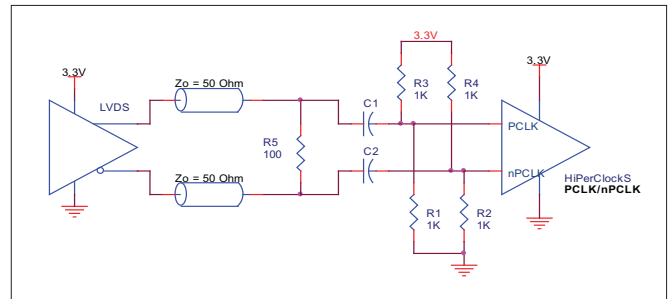 3.3V
3.3V
3.3V
Zo = 50 Ohm
LVDS
R3
1K
R4
1K
C1
PCLK
R5
100
Zo = 50 Ohm
C2
nPCLK
HiPerClockS
PCLK/nPCLK
R1
1K
R2
1K